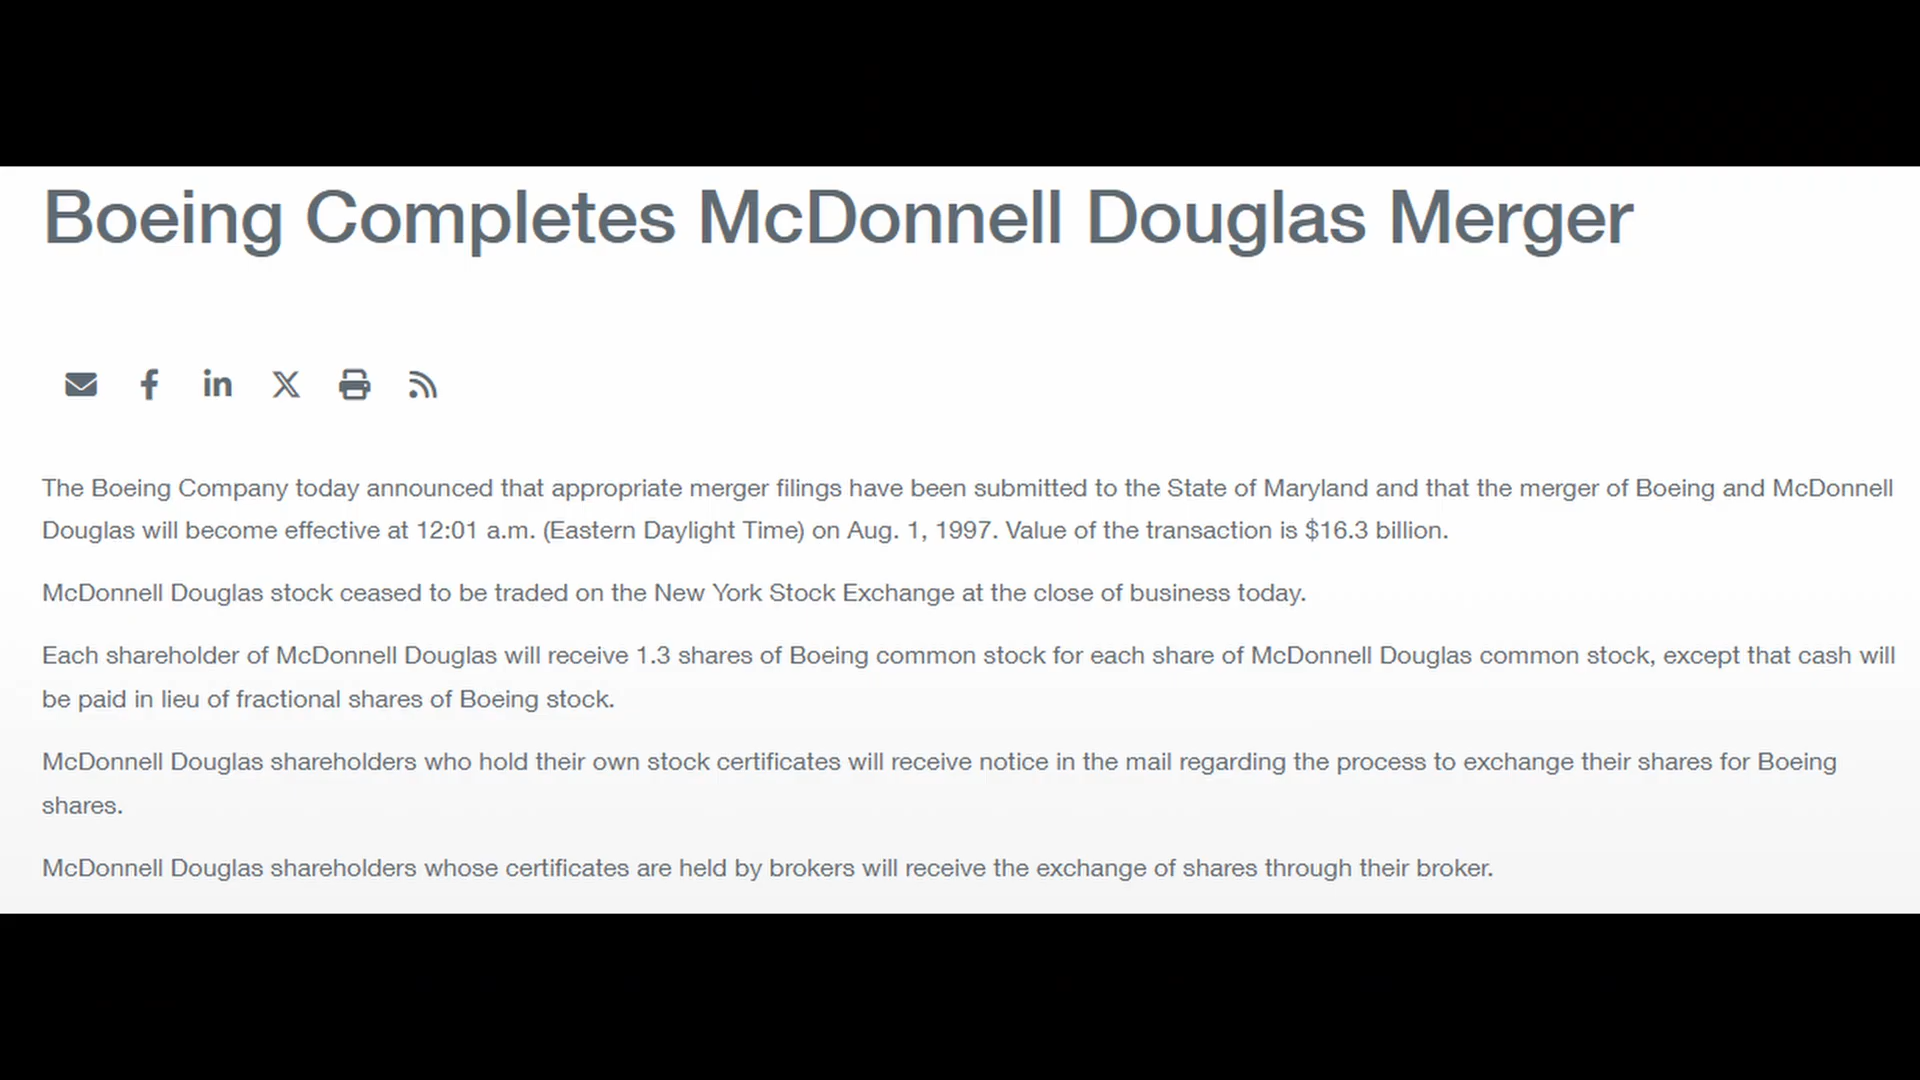 Boeing Completes McDonnell Douglas Merger
The Boeing Company today announced that appropriate merger filings have been submitted to the State of Maryland and that the merger of Boeing and McDonnell
Douglas will become effective at 12:01 a.m. (Eastern Daylight Time) on Aug. 1, 1997. Value of the transaction is $16.3 billion.
McDonnell Douglas stock ceased to be traded on the New York Stock Exchange at the close of business today.
Each shareholder of McDonnell Douglas will receive 1.3 shares of Boeing common stock for each share of McDonnell Douglas common stock, except that cash will
be paid in lieu of fractional shares of Boeing stock.
McDonnell Douglas shareholders who hold their own stock certificates will receive notice in the mail regarding the process to exchange their shares for Boeing
shares.
McDonnell Douglas shareholders whose certificates are held by brokers will receive the exchange of shares through their broker.